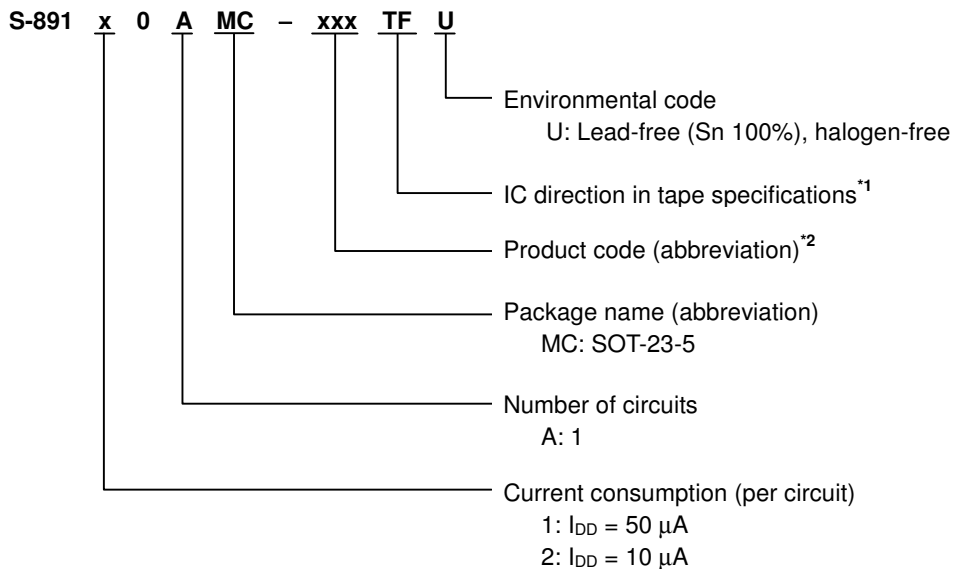 S-891 x 0 A MC – xxx TF U
Environmental code
U: Lead-free (Sn 100%), halogen-free
IC direction in tape specifications*1
Product code (abbreviation)*2
Package name (abbreviation)
MC: SOT-23-5
Number of circuits
A: 1
Current consumption (per circuit)
1: IDD = 50 μA
2: IDD = 10 μA